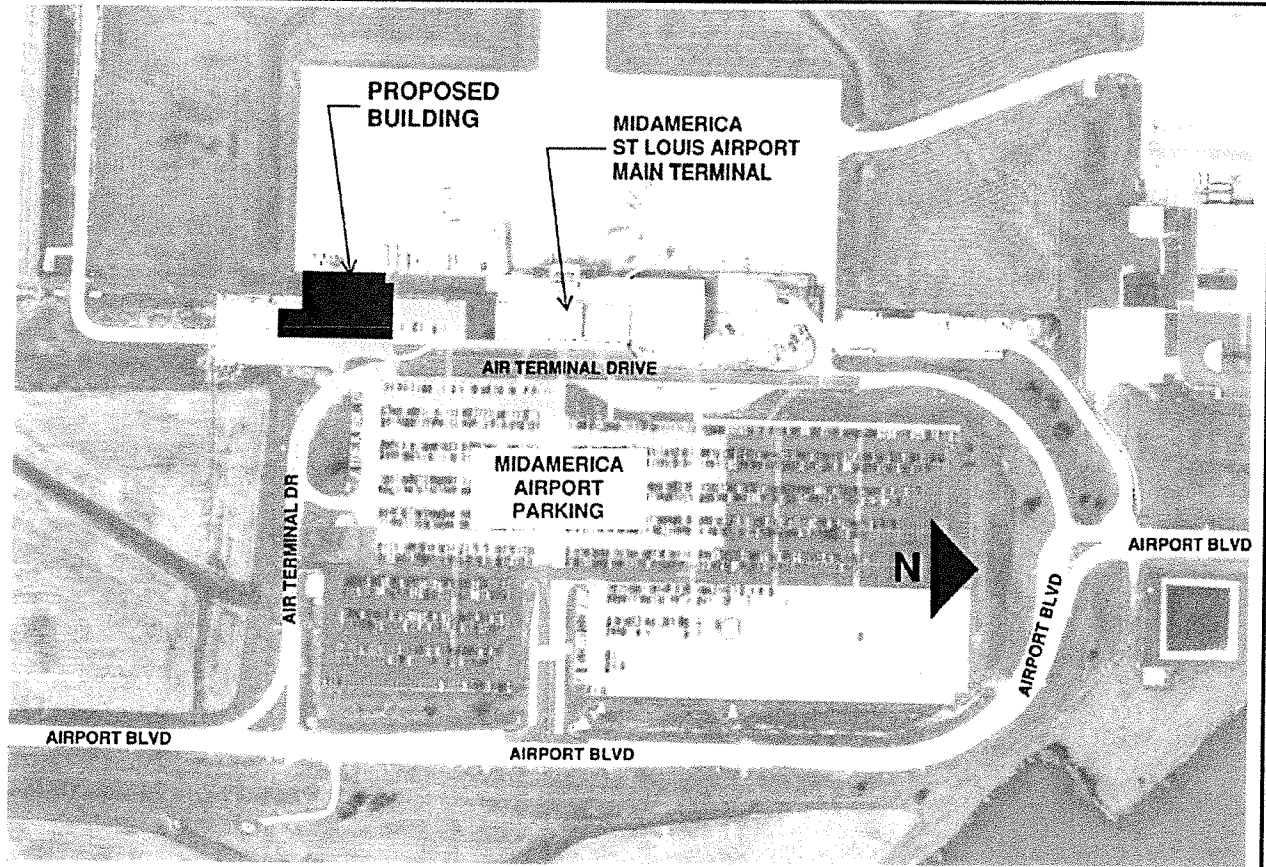 PROPOSED
BUILDING
MIDAMERICA
ST LOUIS AIRPORT
MAIN TERMINAL
AIR TERMINAL DRIVE
MIDAMERICA
AIRPORT
PARKING
AIR TERMINAL DR
N
AIRPORT BLVD
AIRPORT BLVD
AIRPORT BLVD
AIRPORT BLVD